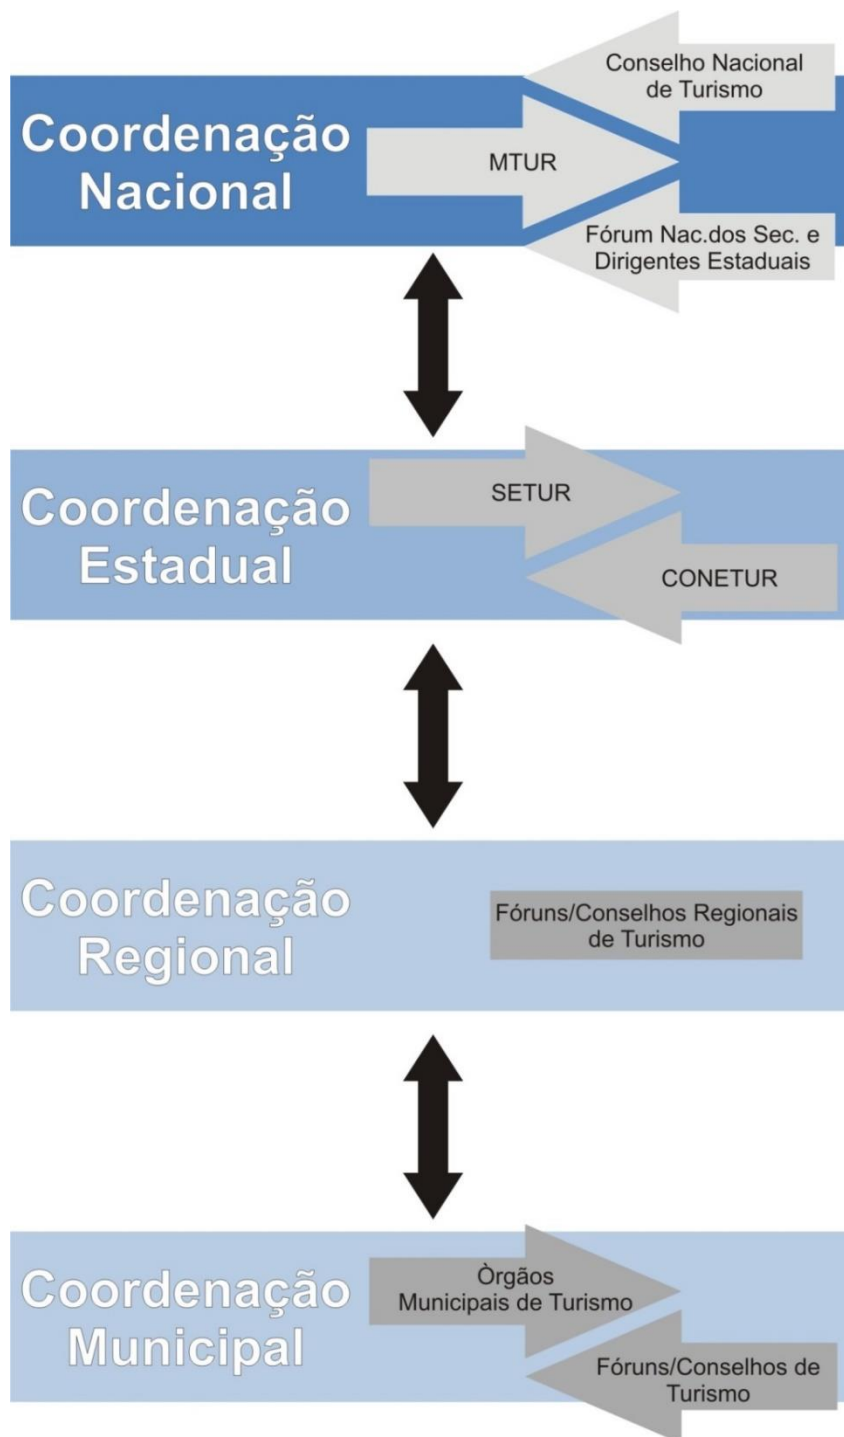 Coordenação
Nacional
Conselho Nacional
de Turismo
MTUR
Fórum Nac.dos Sec. e
Dirigentes Estaduais
Coordenação
Estadual
SETUR
CONETUR
Coordenação
Regional
Fóruns/Conselhos Regionais
de Turismo
Coordenação
Municipal
Òrgãos
Municipais de Turismo
Fóruns/Conselhos de
Turismo